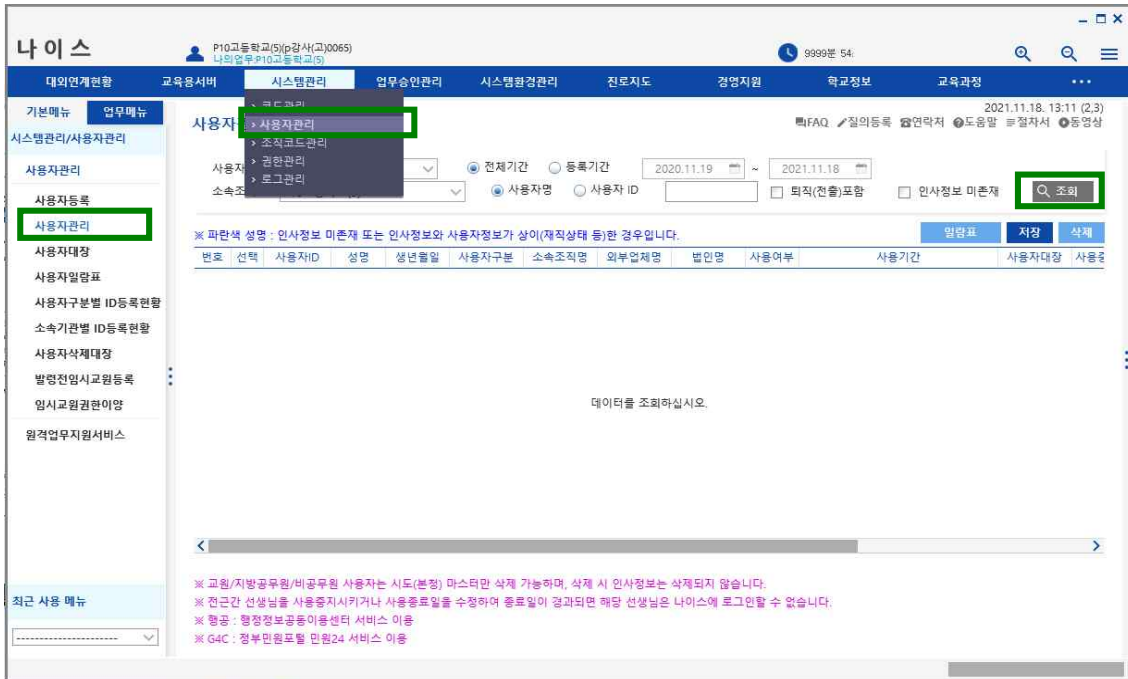 나이스
P10고등학교(5)(p강사(고)0065)
나의업무:P10고등학교(5)
9999분 54:
대외연계현황 교육용서버 시스템관리 업무승인관리 시스템환경관리 진로지도 경영지원 학교정보 교육과정 ...
기본메뉴 업무메뉴
시스템관리/사용자관리
사용자관리
사용자등록
사용자관리
사용자대장
사용자일람표
사용자구분별 ID등록현황
소속기관별 ID등록현황
사용자삭제대장
발령전임시교원등록
임시교원권한이양
원격업무지원서비스
최근 사용 메뉴
----------------------
› 코드관리
› 사용자관리
› 조직코드관리
› 권한관리
› 로그관리
2021.11.18. 13:11 (2,3)
사용자
FAQ 질의등록 연락처 도움말 절차서 동영상
사용자 전체기간 등록기간 2020.11.19 ~ 2021.11.18
소속조 사용자명 사용자 ID 퇴직(전출)포함 인사정보 미존재 조회
※ 파란색 성명 : 인사정보 미존재 또는 인사정보와 사용자정보가 상이(재직상태 등)한 경우입니다. 일람표 저장 삭제
번호 선택 사용자ID 성명 생년월일 사용자구분 소속조직명 외부업체명 법인명 사용여부 사용기간 사용자대장 사용중
데이터를 조회하십시오.
※ 교원/지방공무원/비공무원 사용자는 시도(본청) 마스터만 삭제 가능하며, 삭제 시 인사정보는 삭제되지 않습니다.
※ 전근간 선생님을 사용중지시키거나 사용종료일을 수정하여 종료일이 경과되면 해당 선생님은 나이스에 로그인할 수 없습니다.
※ 행공 : 행정정보공동이용센터 서비스 이용
※ G4C : 정부민원포털 민원24 서비스 이용